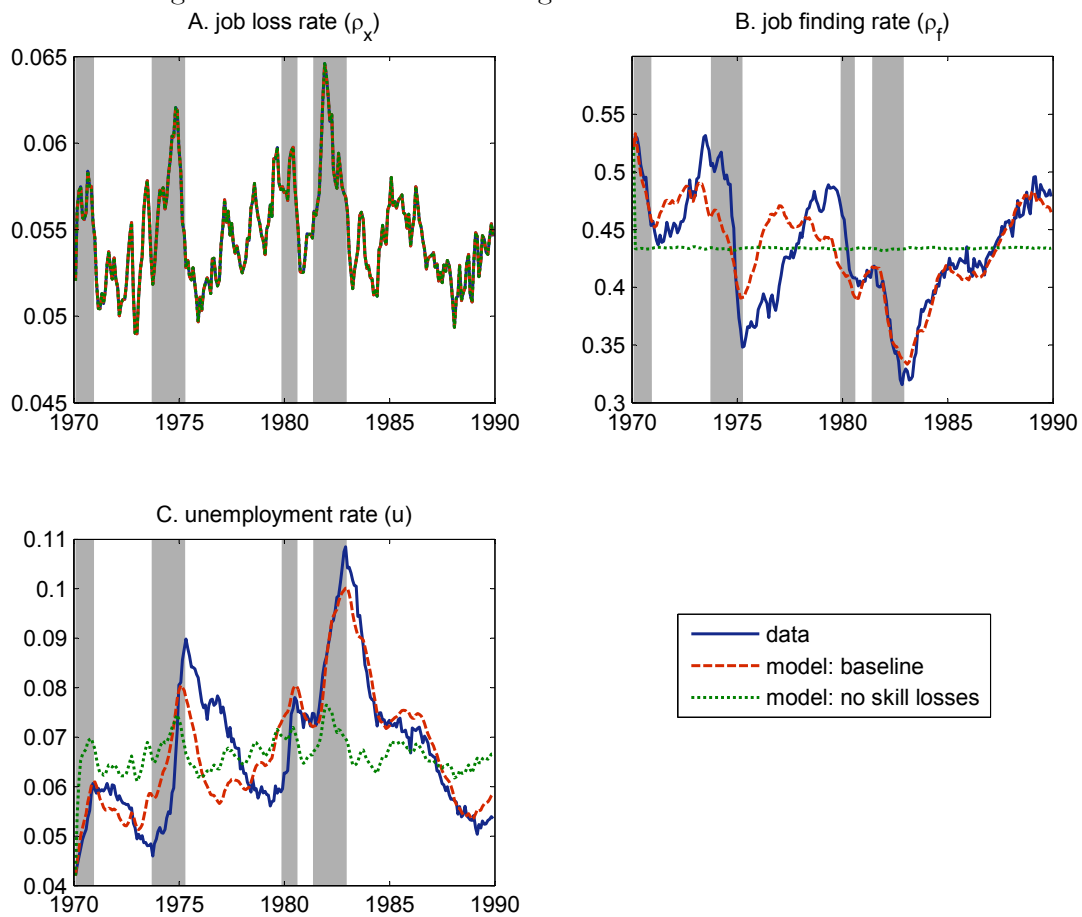 A. job loss rate (ρx)
0.065
0.06
0.055
0.05
0.045
1970 1975 1980 1985 1990
B. job finding rate (ρf)
0.55
0.5
0.45
0.4
0.35
0.3
1970 1975 1980 1985 1990
C. unemployment rate (u)
0.11
0.1
0.09
0.08
0.07
0.06
0.05
0.04
1970 1975 1980 1985 1990
data
model: baseline
model: no skill losses